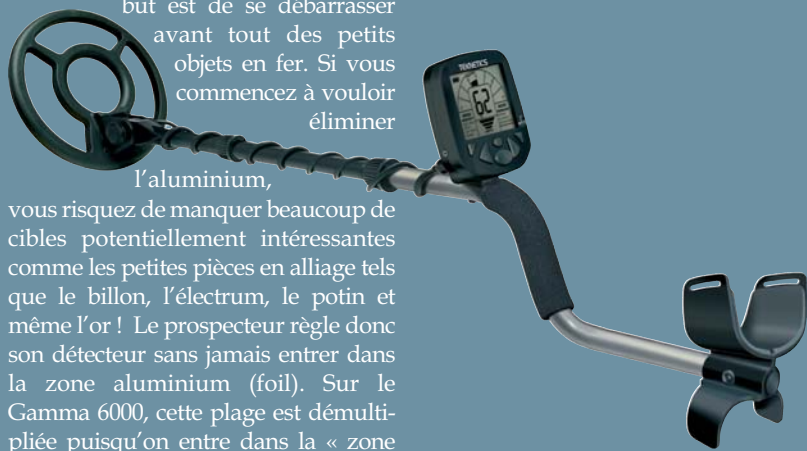 but est de se débarrasser
avant tout des petits
objets en fer. Si vous
commencez à vouloir
éliminer
l’aluminium,
vous risquez de manquer beaucoup de
cibles potentiellement intéressantes
comme les petites pièces en alliage tels
que le billon, l’électrum, le potin et
même l’or ! Le prospecteur règle donc
son détecteur sans jamais entrer dans
la zone aluminium (foil). Sur le
Gamma 6000, cette plage est démulti-
pliée puisqu’on entre dans la « zone
TEKNETICS
62